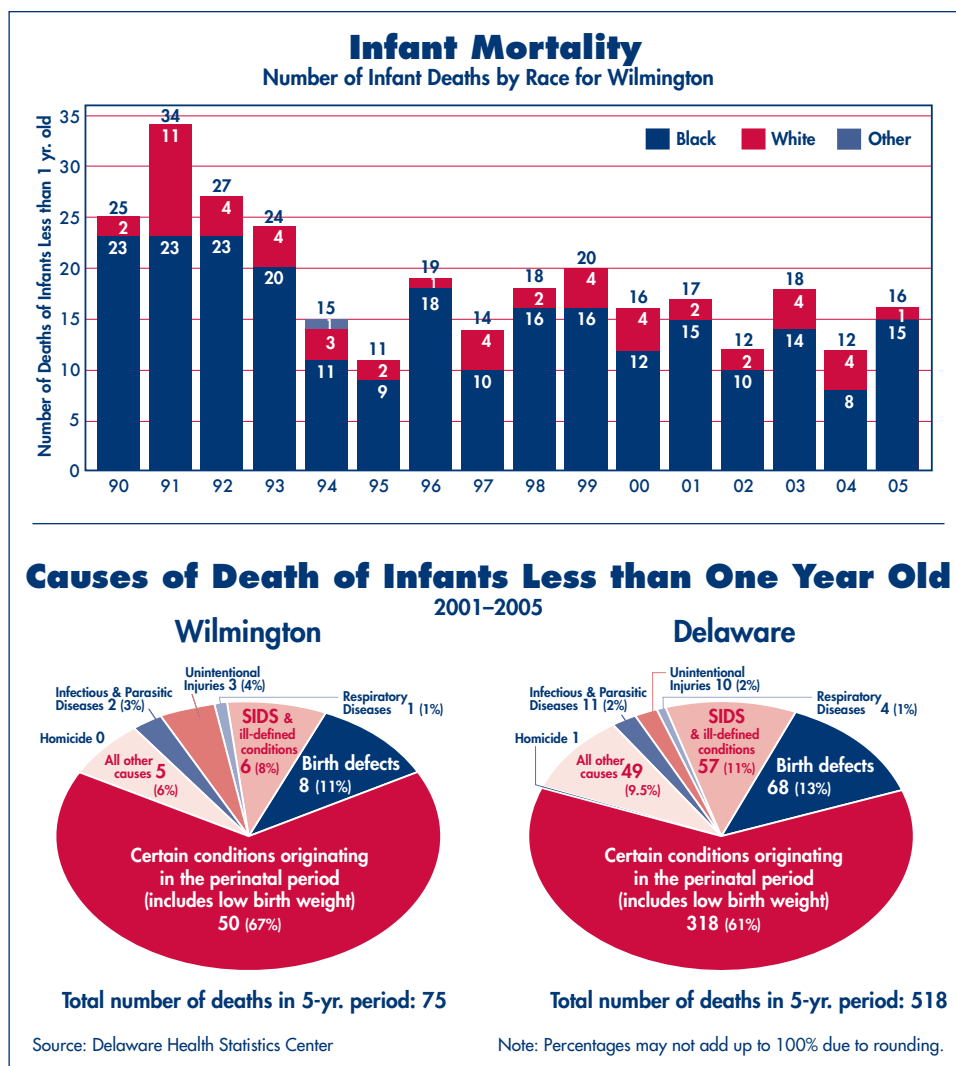 Infant Mortality
Number of Infant Deaths by Race for Wilmington
Number of Deaths of Infants Less than 1 yr. old
35
30
25
20
15
10
5
0
Black White Other
25
2
23
34
11
23
27
4
23
24
4
20
15
1
3
11
11
2
9
19
1
18
14
4
10
18
2
16
20
4
16
16
4
12
17
2
15
12
2
10
18
4
14
12
4
8
16
1
15
90 91 92 93 94 95 96 97 98 99 00 01 02 03 04 05
Causes of Death of Infants Less than One Year Old
2001–2005
Wilmington
Unintentional
Injuries 3 (4%)
Infectious & Parasitic
Diseases 2 (3%)
Respiratory
Diseases 1 (1%)
Homicide 0
SIDS &
ill-defined
conditions
6 (8%)
All other
causes 5
(6%)
Birth defects
8 (11%)
Certain conditions originating
in the perinatal period
(includes low birth weight)
50 (67%)
Total number of deaths in 5-yr. period: 75
Delaware
Unintentional
Injuries 10 (2%)
Infectious & Parasitic
Diseases 11 (2%)
Respiratory
Diseases 4 (1%)
Homicide 1
SIDS
& ill-defined
conditions
57 (11%)
All other
causes 49
(9.5%)
Birth defects
68 (13%)
Certain conditions originating
in the perinatal period
(includes low birth weight)
318 (61%)
Total number of deaths in 5-yr. period: 518
Source: Delaware Health Statistics Center
Note: Percentages may not add up to 100% due to rounding.